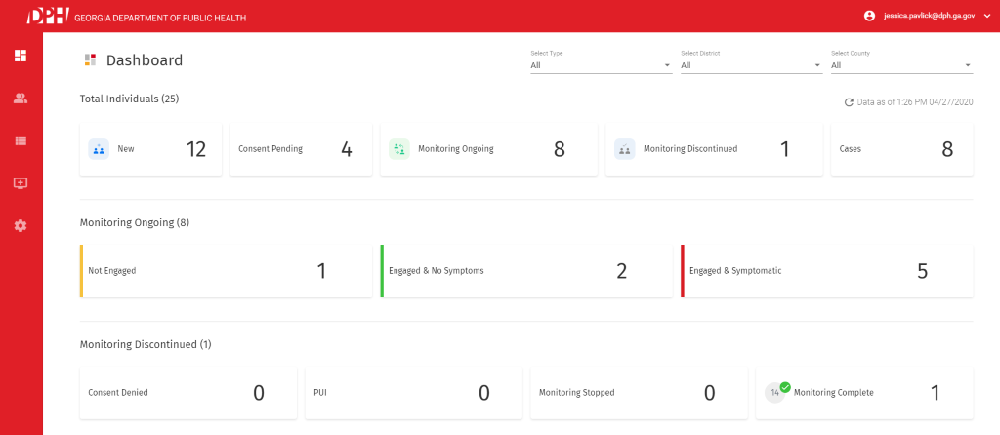 DPH GEORGIA DEPARTMENT OF PUBLIC HEALTH
jessica.pavlick@dph.ga.gov
Dashboard
Select Type
All
Select District
All
Select County
All
Total Individuals (25)
Data as of 1:26 PM 04/27/2020
New 12
Consent Pending 4
Monitoring Ongoing 8
Monitoring Discontinued 1
Cases 8
Monitoring Ongoing (8)
Not Engaged 1
Engaged & No Symptoms 2
Engaged & Symptomatic 5
Monitoring Discontinued (1)
Consent Denied 0
PUI 0
Monitoring Stopped 0
14 Monitoring Complete 1